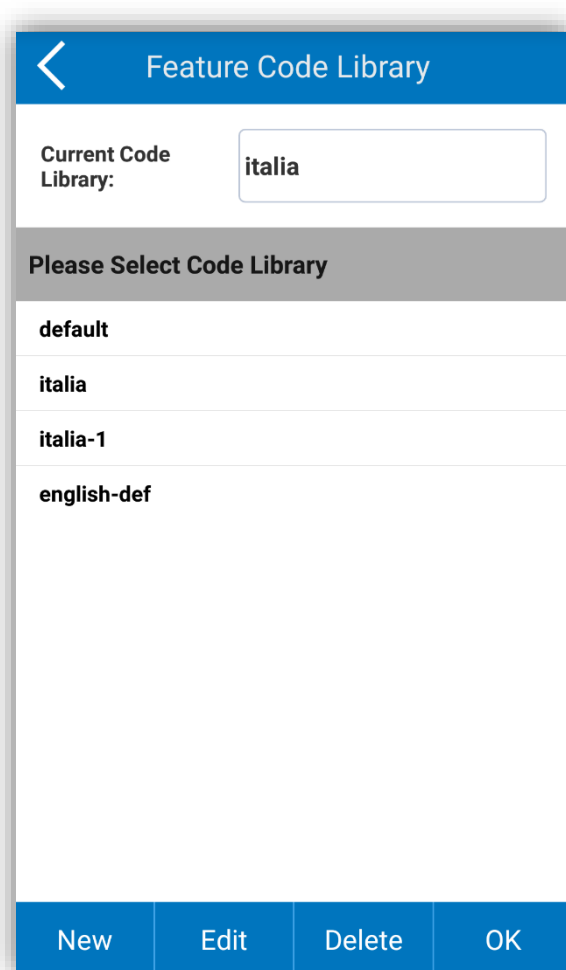 Feature Code Library
Current Code
Library:
italia
Please Select Code Library
default
italia
italia-1
english-def
New
Edit
Delete
OK